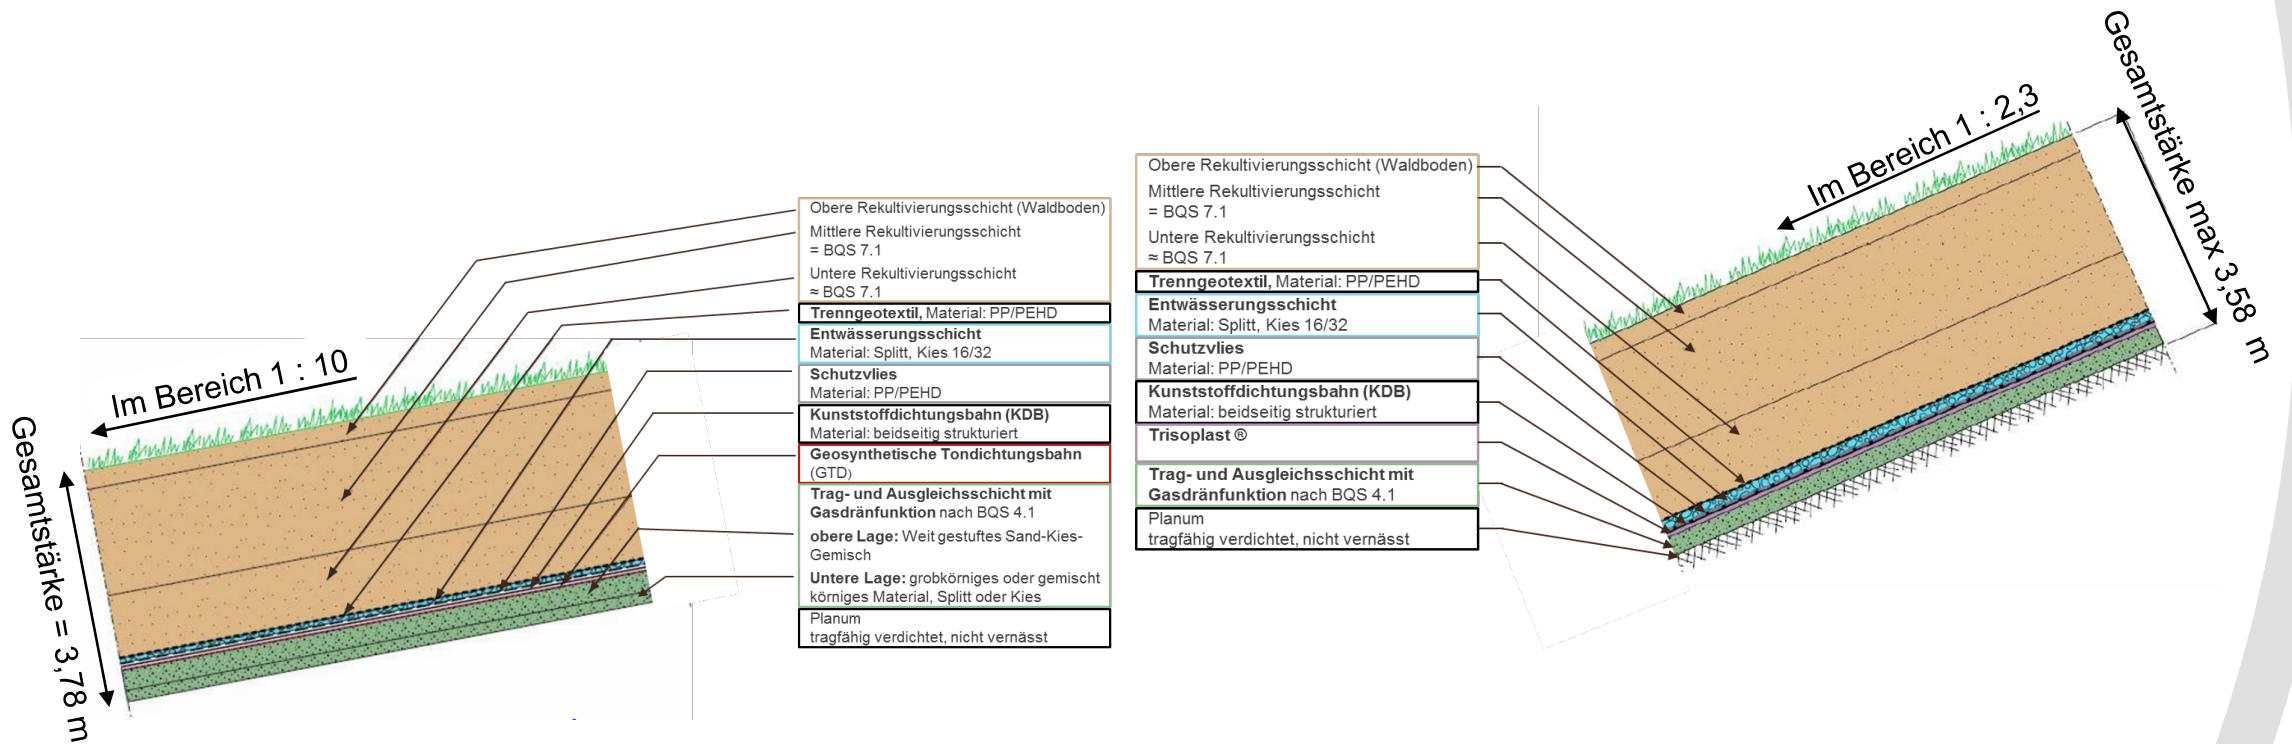 Im Bereich 1 : 10
Gesamtstärke = 3,78 m
Obere Rekultivierungsschicht (Waldboden)
Mittlere Rekultivierungsschicht
= BQS 7.1
Untere Rekultivierungsschicht
≈ BQS 7.1
Trenngeotextil, Material: PP/PEHD
Entwässerungsschicht
Material: Splitt, Kies 16/32
Schutzvlies
Material: PP/PEHD
Kunststoffdichtungsbahn (KDB)
Material: beidseitig strukturiert
Geosynthetische Tondichtungsbahn
(GTD)
Trag- und Ausgleichsschicht mit
Gasdränfunktion nach BQS 4.1
obere Lage: Weit gestuftes Sand-Kies-
Gemisch
Untere Lage: grobkörniges oder gemischt
körniges Material, Splitt oder Kies
Planum
tragfähig verdichtet, nicht vernässt
Obere Rekultivierungsschicht (Waldboden)
Mittlere Rekultivierungsschicht
= BQS 7.1
Untere Rekultivierungsschicht
≈ BQS 7.1
Trenngeotextil, Material: PP/PEHD
Entwässerungsschicht
Material: Splitt, Kies 16/32
Schutzvlies
Material: PP/PEHD
Kunststoffdichtungsbahn (KDB)
Material: beidseitig strukturiert
Trisoplast ®
Trag- und Ausgleichsschicht mit
Gasdränfunktion nach BQS 4.1
Planum
tragfähig verdichtet, nicht vernässt
Im Bereich 1 : 2,3
Gesamtstärke max 3,58 m